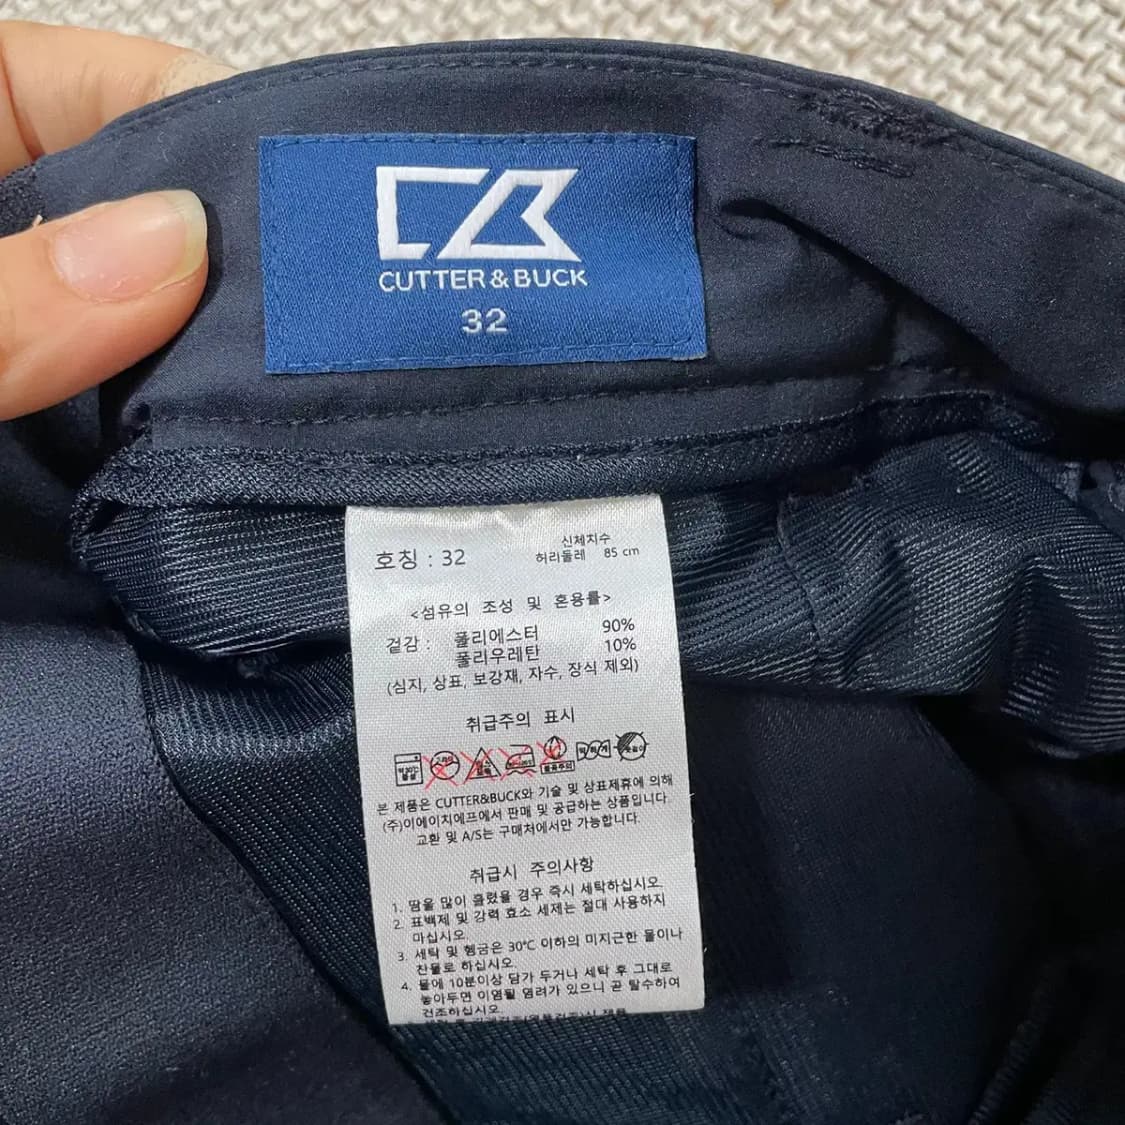 CUTTER & BUCK
32
호칭 : 32
신체치수
허리둘레 85 cm
<섬유의 조성 및 혼용률>
겉감 : 폴리에스터 90%
폴리우레탄 10%
(심지, 상표, 보강재, 자수, 장식 제외)
취급주의 표시
약하게
본 제품은 CUTTER&BUCK와 기술 및 상표제휴에 의해
(주)이에이치에프에서 판매 및 공급하는 상품입니다.
교환 및 A/S는 구매처에서만 가능합니다.
취급시 주의사항
1. 땀을 많이 흘렸을 경우 즉시 세탁하십시오.
2. 표백제 및 강력 효소 세제는 절대 사용하지
마십시오.
3. 세탁 및 헹굼은 30℃ 이하의 미지근한 물이나
찬물로 하십시오.
4. 물에 10분이상 담가 두거나 세탁 후 그대로
놓아두면 이염될 염려가 있으니 곧 탈수하여
건조하십시오.